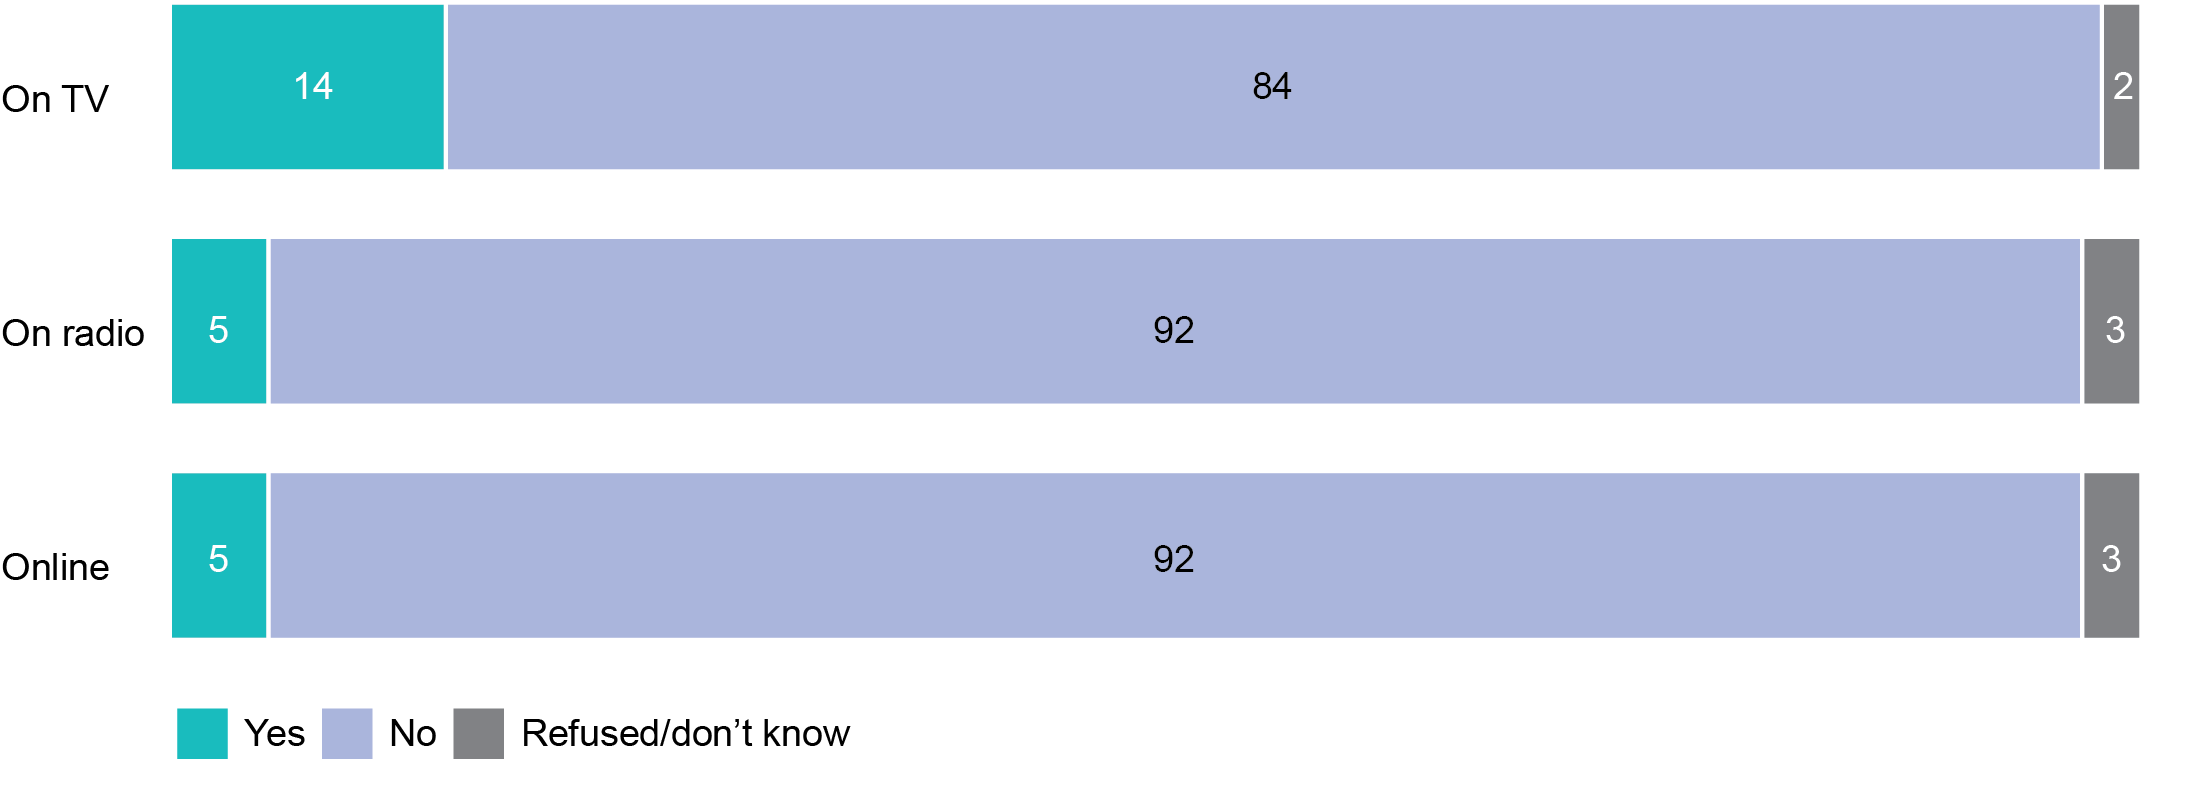 On TV 14 84 2
On radio 5 92 3
Online 5 92 3
Yes No Refused/don’t know